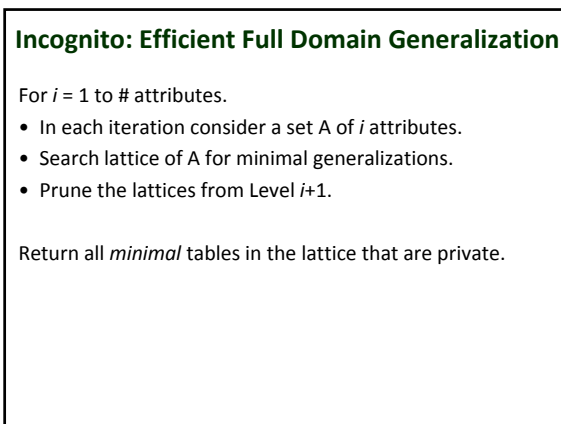 Incognito: Efficient Full Domain Generalization
For i = 1 to # attributes.
• In each iteration consider a set A of i attributes.
• Search lattice of A for minimal generalizations.
• Prune the lattices from Level i+1.
Return all minimal tables in the lattice that are private.